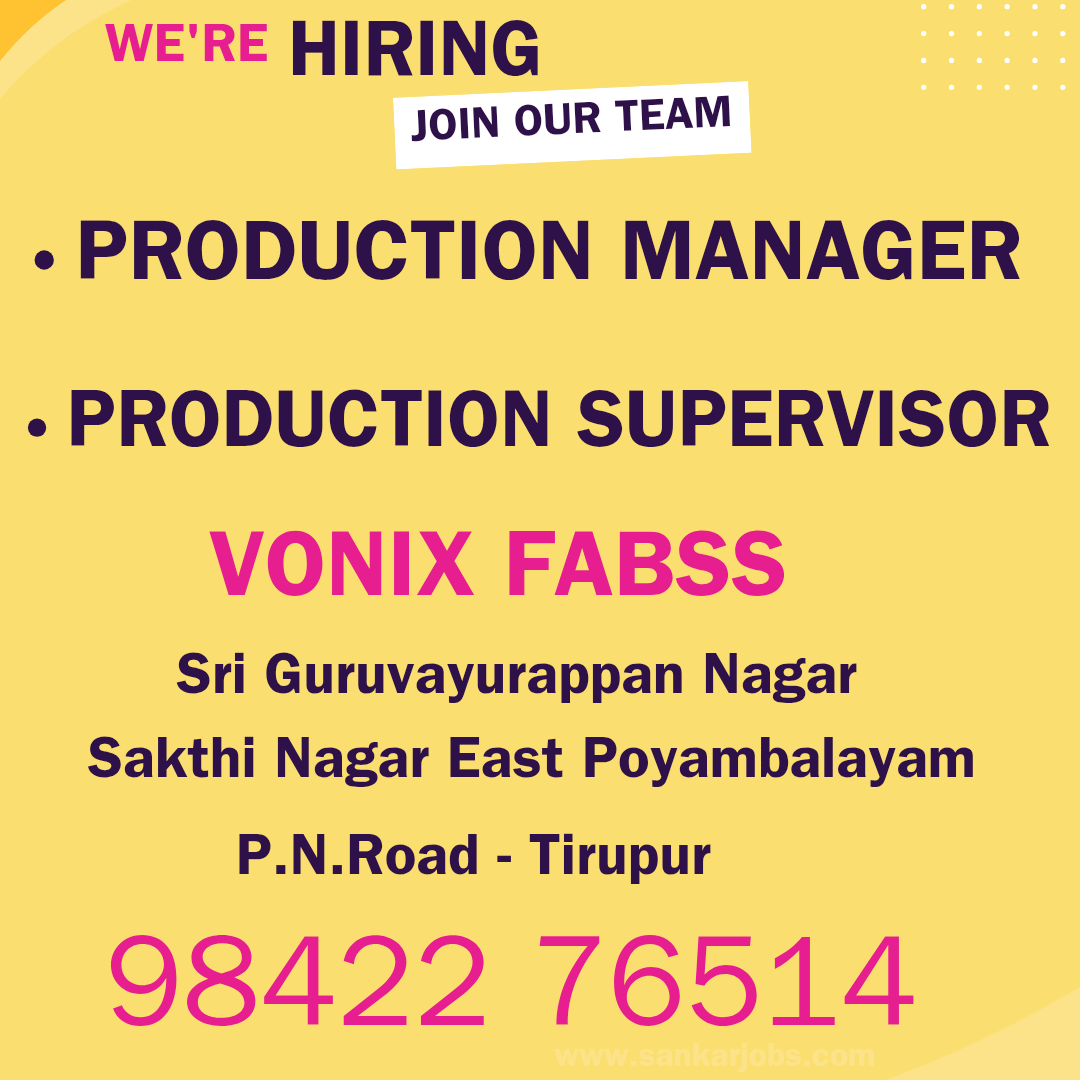 WE'RE HIRING
JOIN OUR TEAM
• PRODUCTION MANAGER
• PRODUCTION SUPERVISOR
VONIX FABSS
Sri Guruvayurappan Nagar
Sakthi Nagar East Poyambalayam
P.N.Road - Tirupur
98422 76514
www.sankarjobs.com